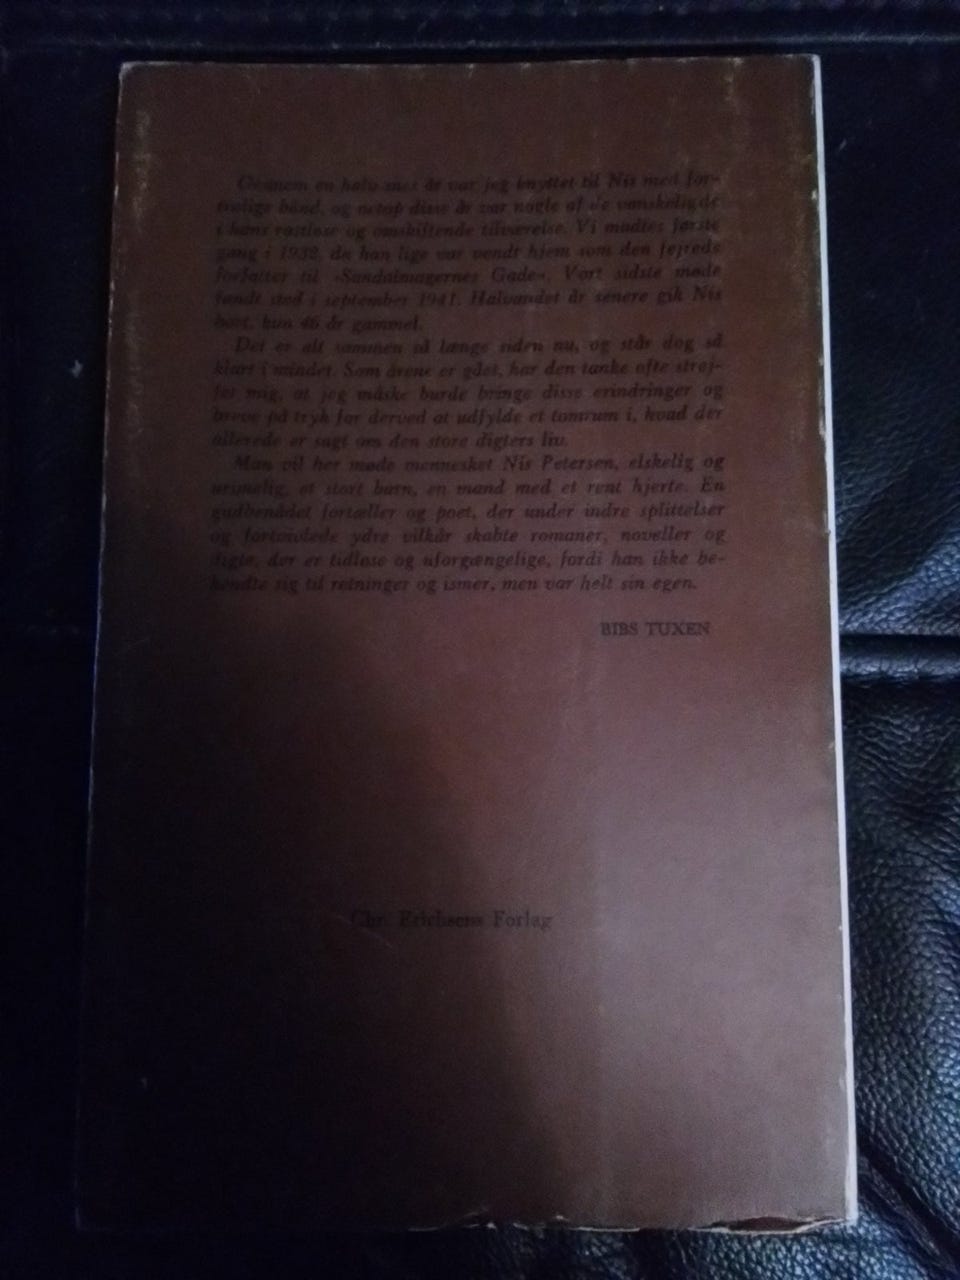 Gennem en halv snes år var jeg knyttet til Nis med for-
trolige bånd, og netop disse år var nogle af de vanskeligste
i hans rastløse og omskiftende tilværelse. Vi mødtes første
gang i 1932, da han lige var vendt hjem som den fejrede
forfatter til »Sandalmagernes Gade«. Vort sidste møde
fandt sted i september 1941. Halvandet år senere gik Nis
bort, kun 46 år gammel.
Det er alt sammen så længe siden nu, og står dog så
klart i mindet. Som årene er gået, har den tanke ofte strej-
fet mig, at jeg måske burde bringe disse erindringer og
breve på tryk for derved at udfylde et tomrum i, hvad der
allerede er sagt om den store digters liv.
Man vil her møde mennesket Nis Petersen, elskelig og
urimelig, et stort barn, en mand med et rent hjerte. En
gudbenådet fortæller og poet, der under indre splittelser
og fortvivlede ydre vilkår skabte romaner, noveller og
digte, der er tidløse og uforgængelige, fordi han ikke be-
kendte sig til retninger og ismer, men var helt sin egen.
BIBS TUXEN
Chr. Erichsens Forlag